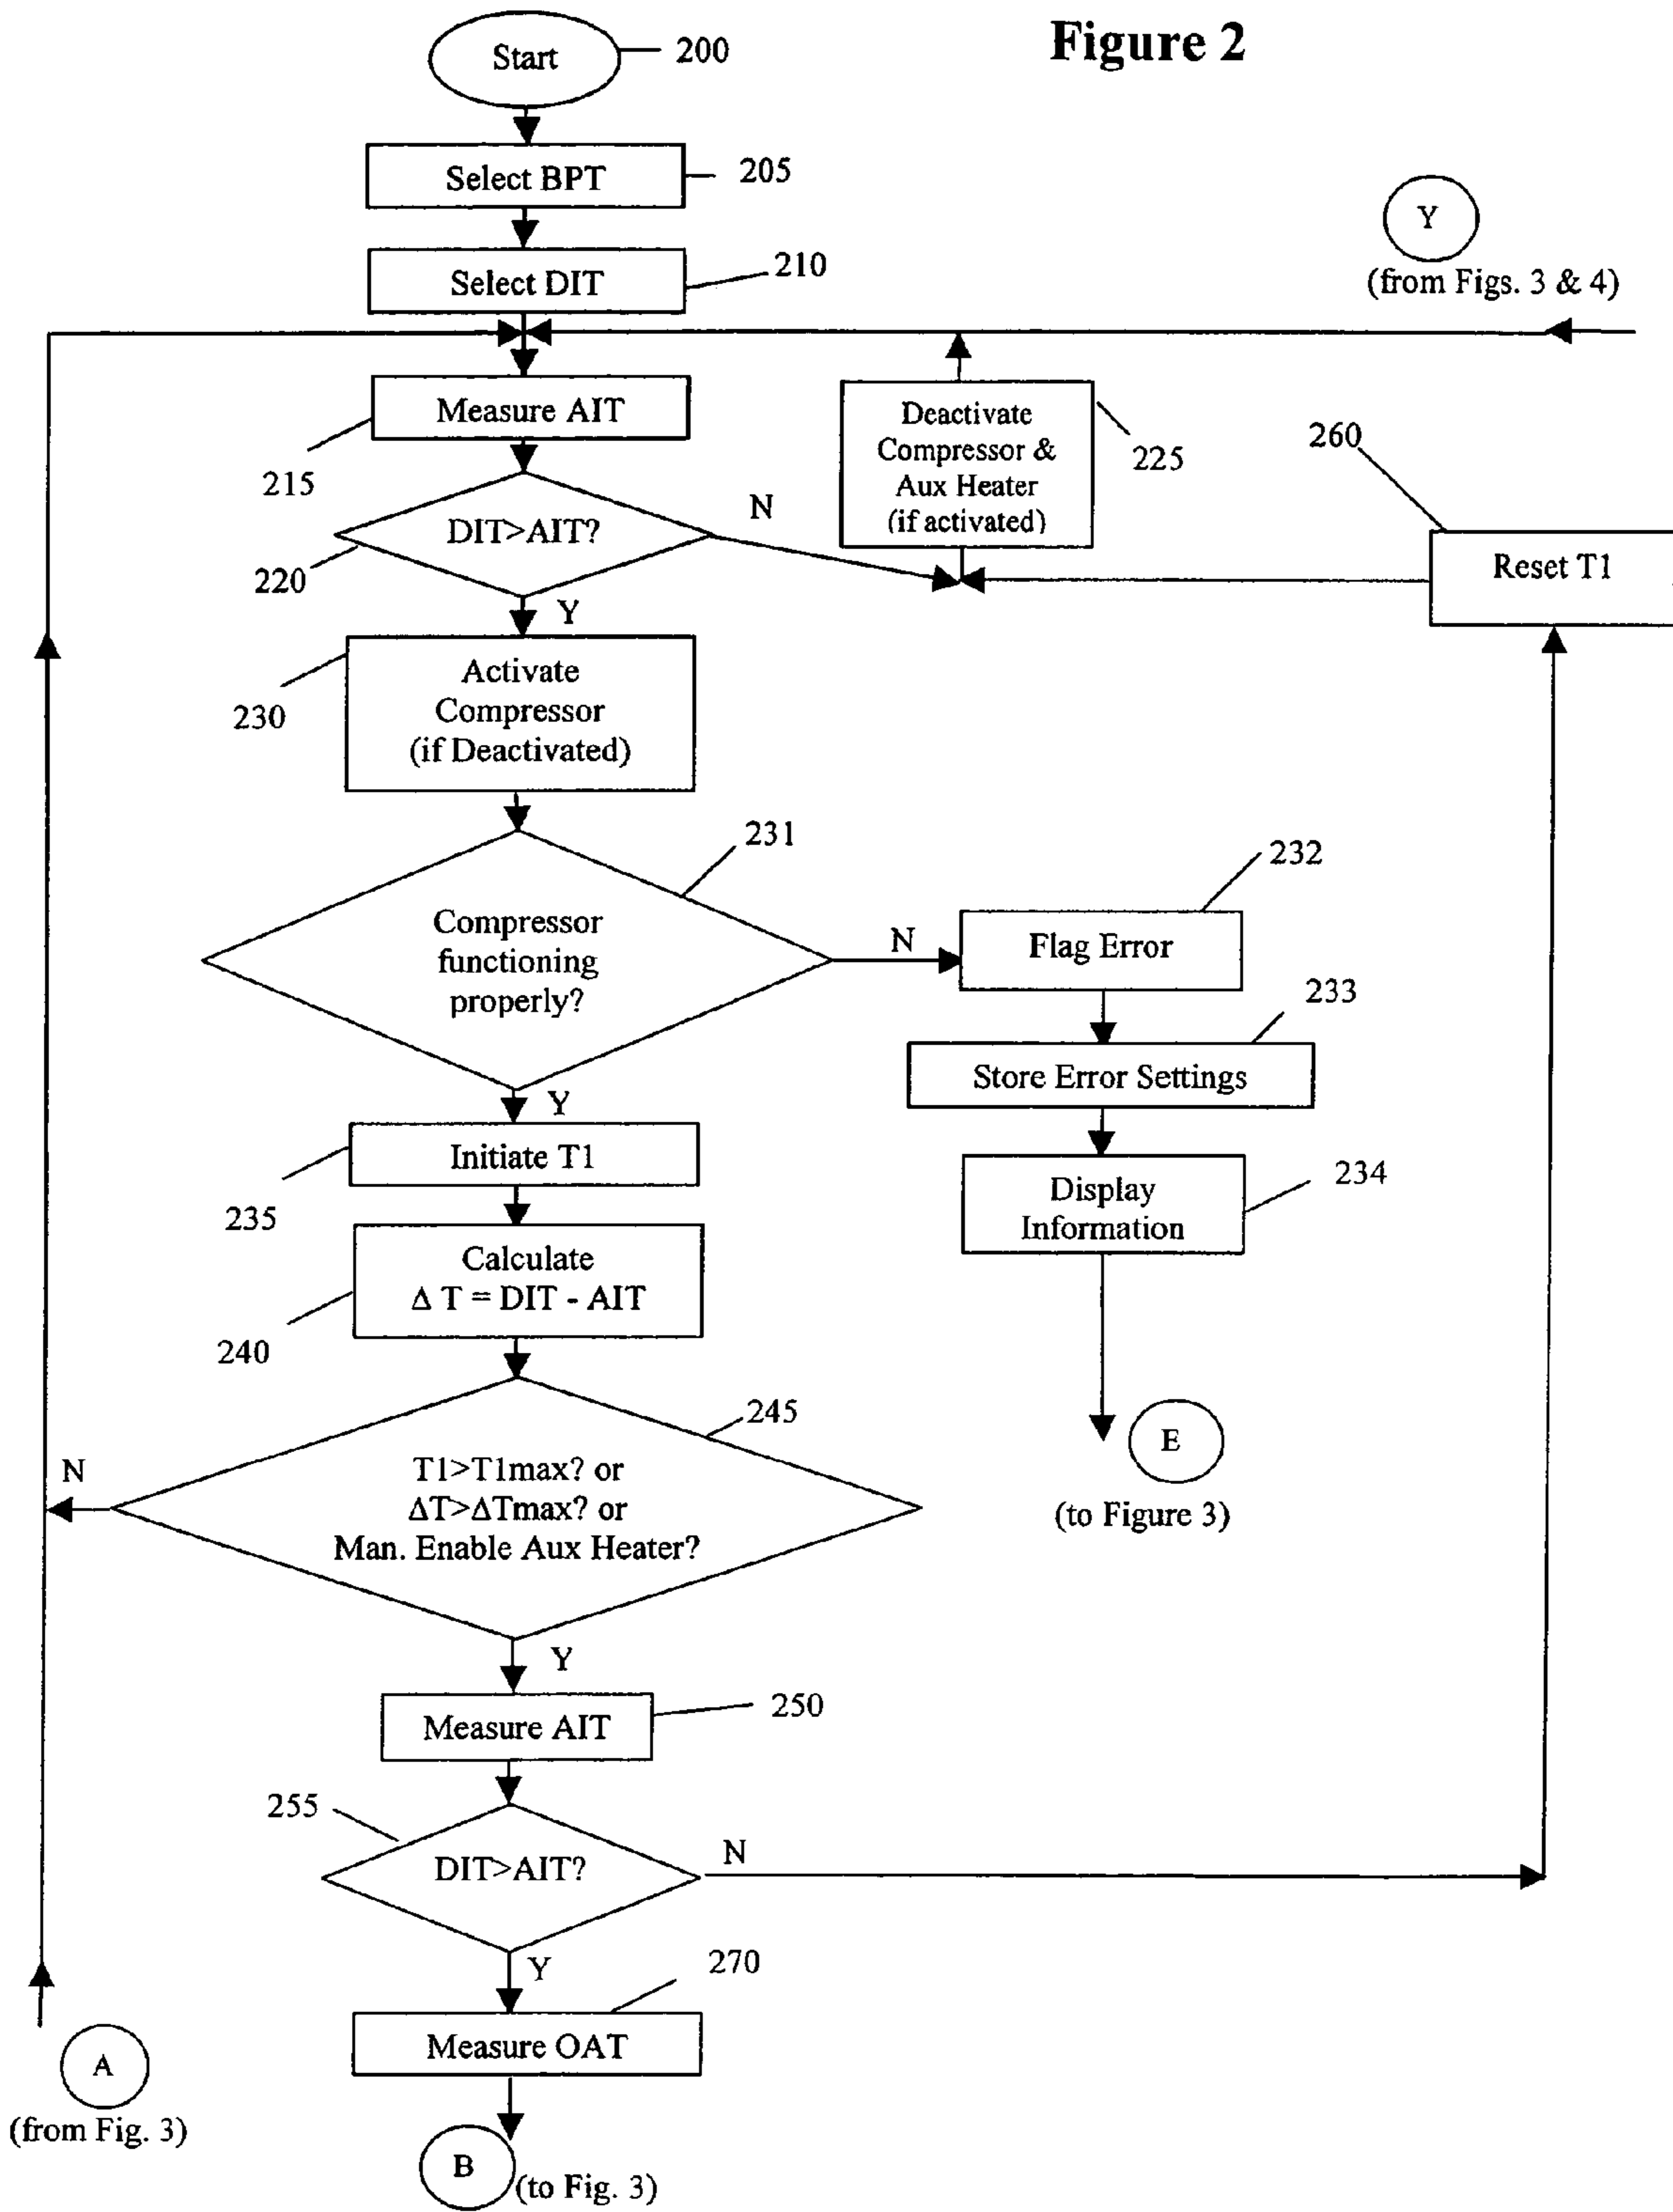 Figure 2
Start
200
Select BPT
205
Select DIT
210
Y
(from Figs. 3 & 4)
Measure AIT
215
Deactivate
Compressor &
Aux Heater
(if activated)
225
260
Reset T1
DIT>AIT?
N
220
Y
Activate
Compressor
(if Deactivated)
230
231
Compressor
functioning
properly?
N
232
Flag Error
233
Store Error Settings
Y
Initiate T1
235
Display
Information
234
Calculate
Δ T = DIT - AIT
240
245
T1>T1max? or
ΔT>ΔTmax? or
Man. Enable Aux Heater?
N
E
(to Figure 3)
Y
Measure AIT
250
255
DIT>AIT?
N
Y
270
Measure OAT
A
(from Fig. 3)
B
(to Fig. 3)